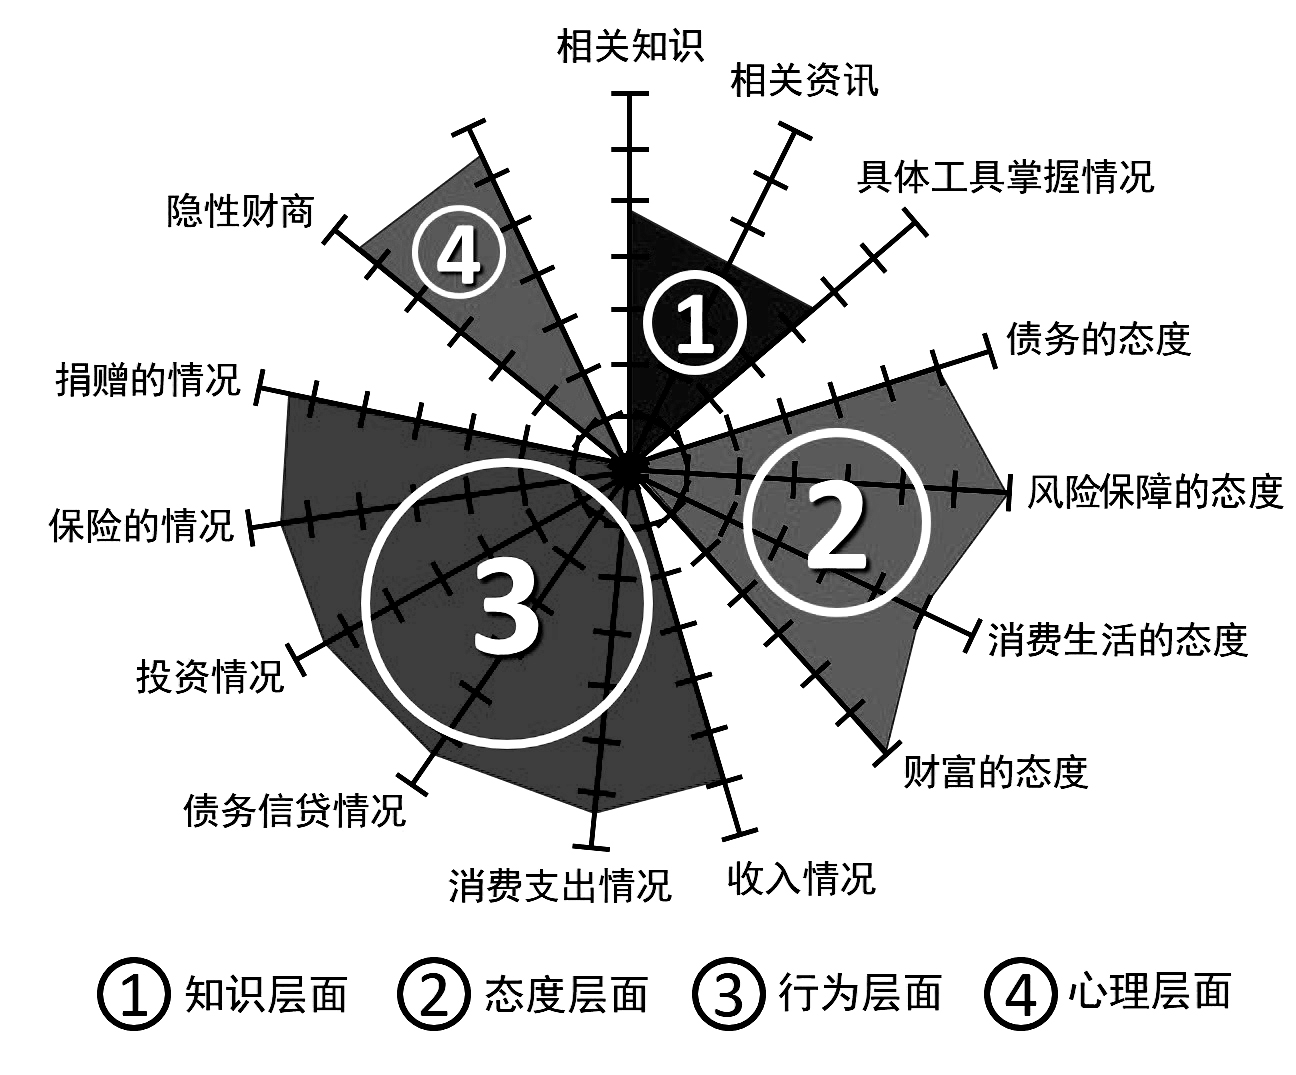 相关知识
相关资讯
具体工具掌握情况
隐性财商
债务的态度
捐赠的情况
风险保障的态度
保险的情况
消费生活的态度
投资情况
财富的态度
债务信贷情况
消费支出情况
收入情况
4
1
2
3
① 知识层面 ② 态度层面 ③ 行为层面 ④ 心理层面